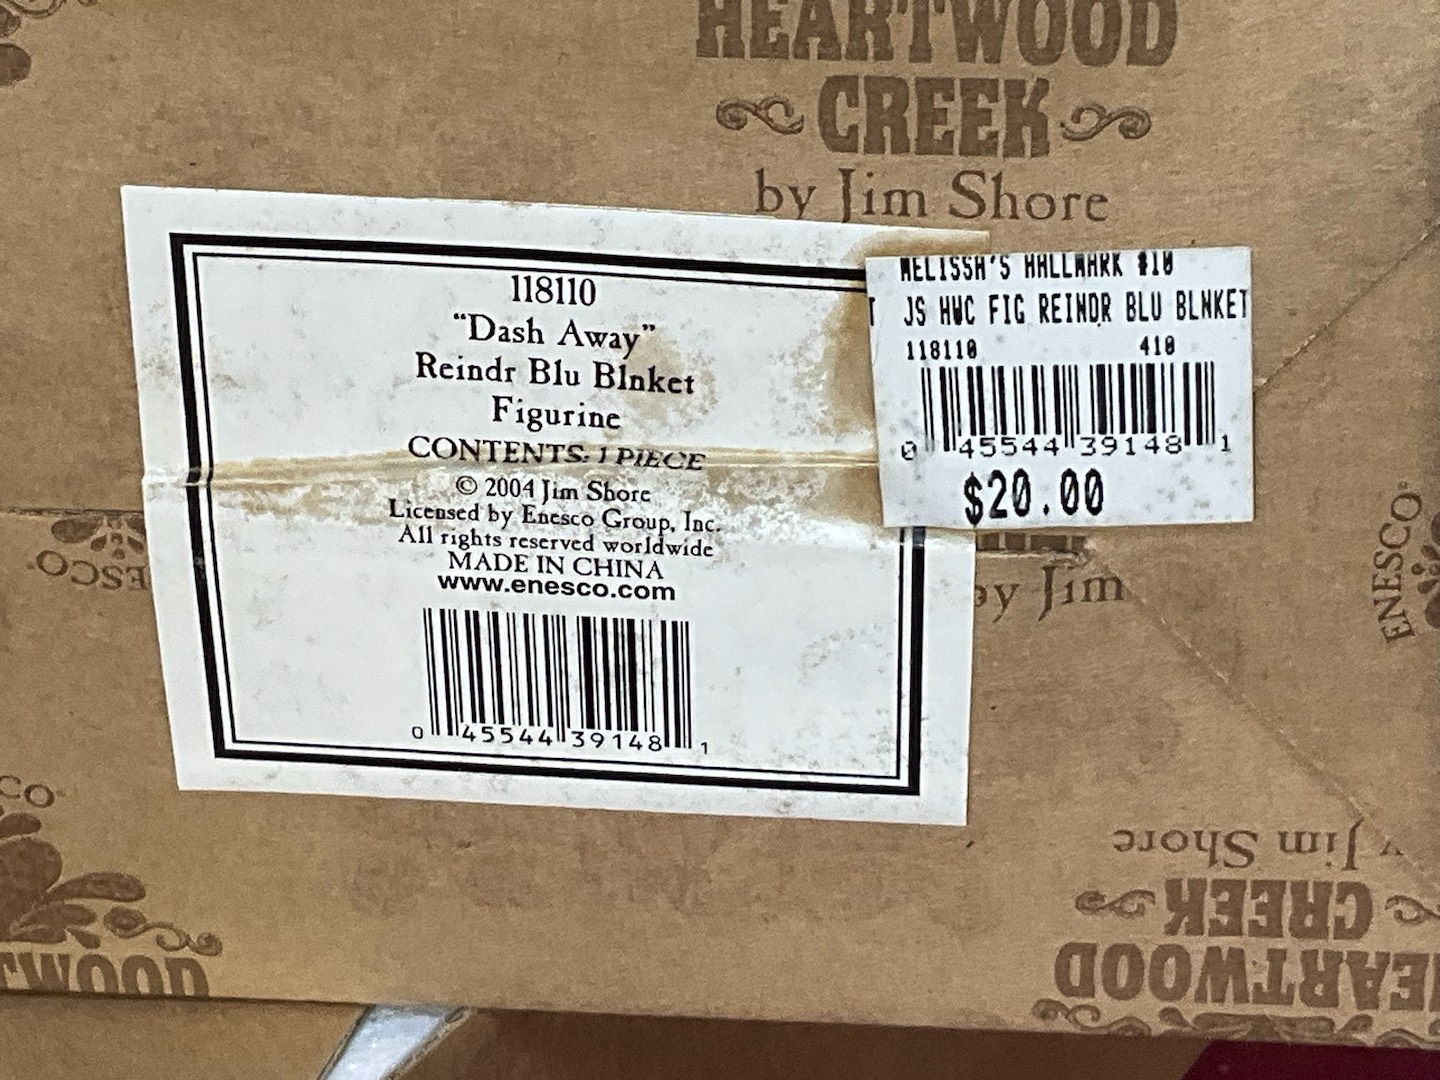 HEARTWOOD
CREEK
by Jim Shore
118110
“Dash Away”
Reindr Blu Blnket
Figurine
CONTENTS: 1 PIECE
© 2004 Jim Shore
Licensed by Enesco Group, Inc.
All rights reserved worldwide
MADE IN CHINA
www.enesco.com
0 45544 39148 1
MELISSA'S HALLMARK #10
T JS HWC FIG REINDR BLU BLNKET
118110 410
0 45544 39148 1
$20.00
by Jim
ENESCO
ENESCO
CO
TWOOD
by Jim Shore
CREEK
HEARTWOOD